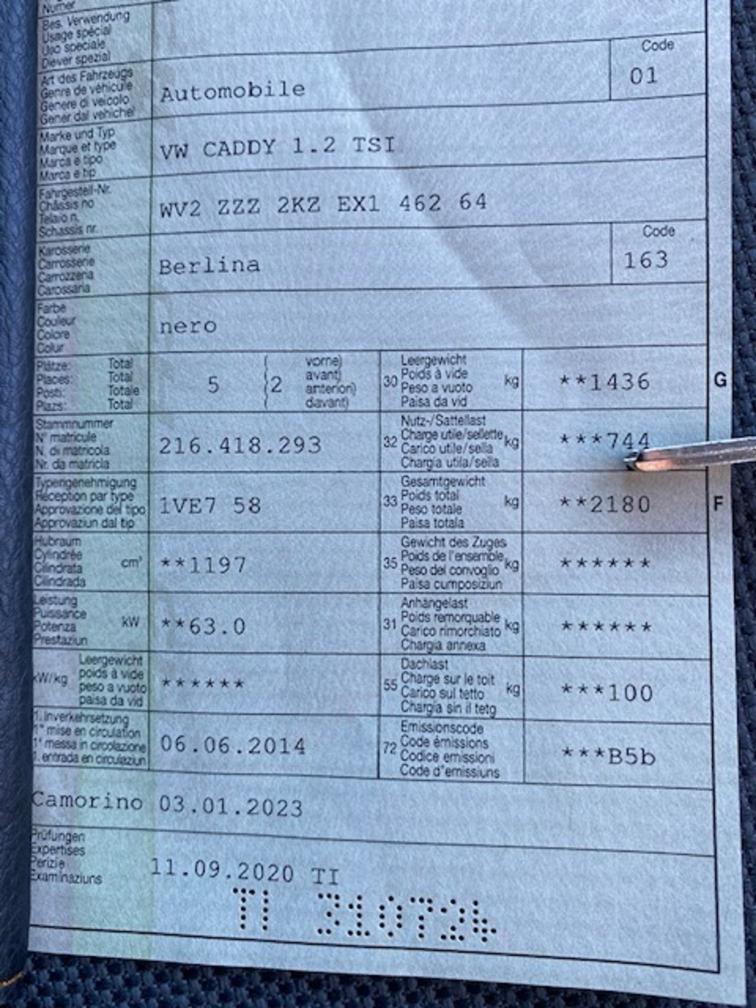 Numer
Bes. Verwendung
Usage spécial
Uso speciale
Diever spezial
Art des Fahrzeugs
Genre de véhicule
Genere di veicolo
Gener dal vehichel
Automobile
Code
01
Marke und Typ
Marque et type
Marca e tipo
Marca e tip
VW CADDY 1.2 TSI
Fahrgestell-Nr.
Châssis no
Telaio n.
Schassis nr.
WV2 ZZZ 2KZ EX1 462 64
Karosserie
Carrosserie
Carrozzeria
Carossaria
Berlina
Code
163
Farbe
Couleur
Colore
Colur
nero
Plätze: Total
Places: Total
Posti: Totale
Plazs: Total
5
(2
vorne)
avant)
anteriori)
davant)
30
Leergewicht
Poids à vide
Peso a vuoto
Paisa da vid
kg
**1436
G
Stammnummer
N° matricule
N. di matricola
Nr. da matricla
216.418.293
32
Nutz-/Sattellast
Charge utile/sellette
Carico utile/sella
Chargia utila/sella
kg
***744
Typengenehmigung
Réception par type
Approvazione del tipo
Approvaziun dal tip
1VE7 58
33
Gesamtgewicht
Poids total
Peso totale
Paisa totala
kg
**2180
F
Hubraum
Cylindrée
Cilindrata
Cilindrada
cm³
**1197
35
Gewicht des Zuges
Poids de l'ensemble
Peso del convoglio
Paisa cumposiziun
kg
******
Leistung
Puissance
Potenza
Prestaziun
kW
**63.0
31
Anhängelast
Poids remorquable
Carico rimorchiato
Chargia annexa
kg
******
kW/kg
Leergewicht
poids à vide
peso a vuoto
paisa da vid
******
55
Dachlast
Charge sur le toit
Carico sul tetto
Chargia sin il tetg
kg
***100
1. Inverkehrsetzung
1re mise en circulation
1a messa in circolazione
1. entrada en circulaziun
06.06.2014
72
Emissionscode
Code émissions
Codice emissioni
Code d'emissiuns
***B5b
Camorino 03.01.2023
Prüfungen
Expertises
Perizie
Examinaziuns
11.09.2020 TI
TI 310724